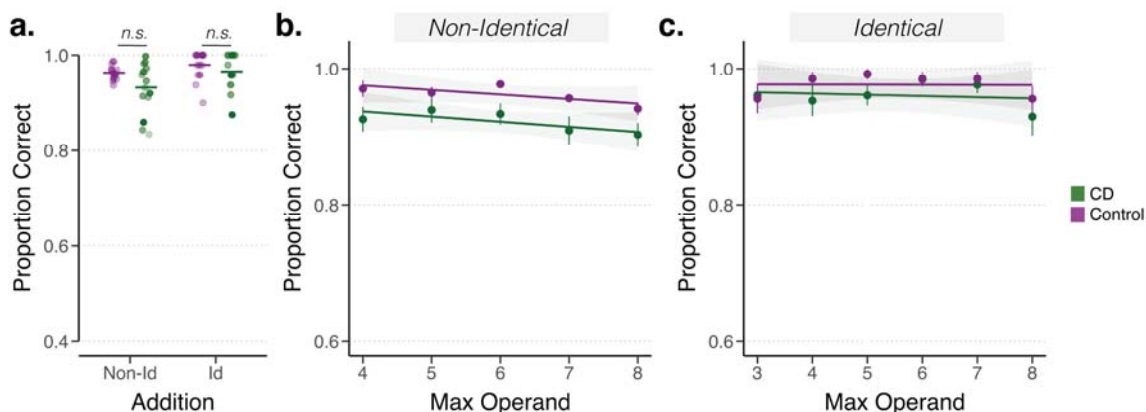 a.
n.s.
n.s.
1.0
0.8
0.6
0.4
Proportion Correct
Non-Id
Id
Addition
b.
Non-Identical
1.0
0.8
0.6
Proportion Correct
4
5
6
7
8
Max Operand
c.
Identical
1.0
0.8
0.6
Proportion Correct
3
4
5
6
7
8
Max Operand
CD
Control